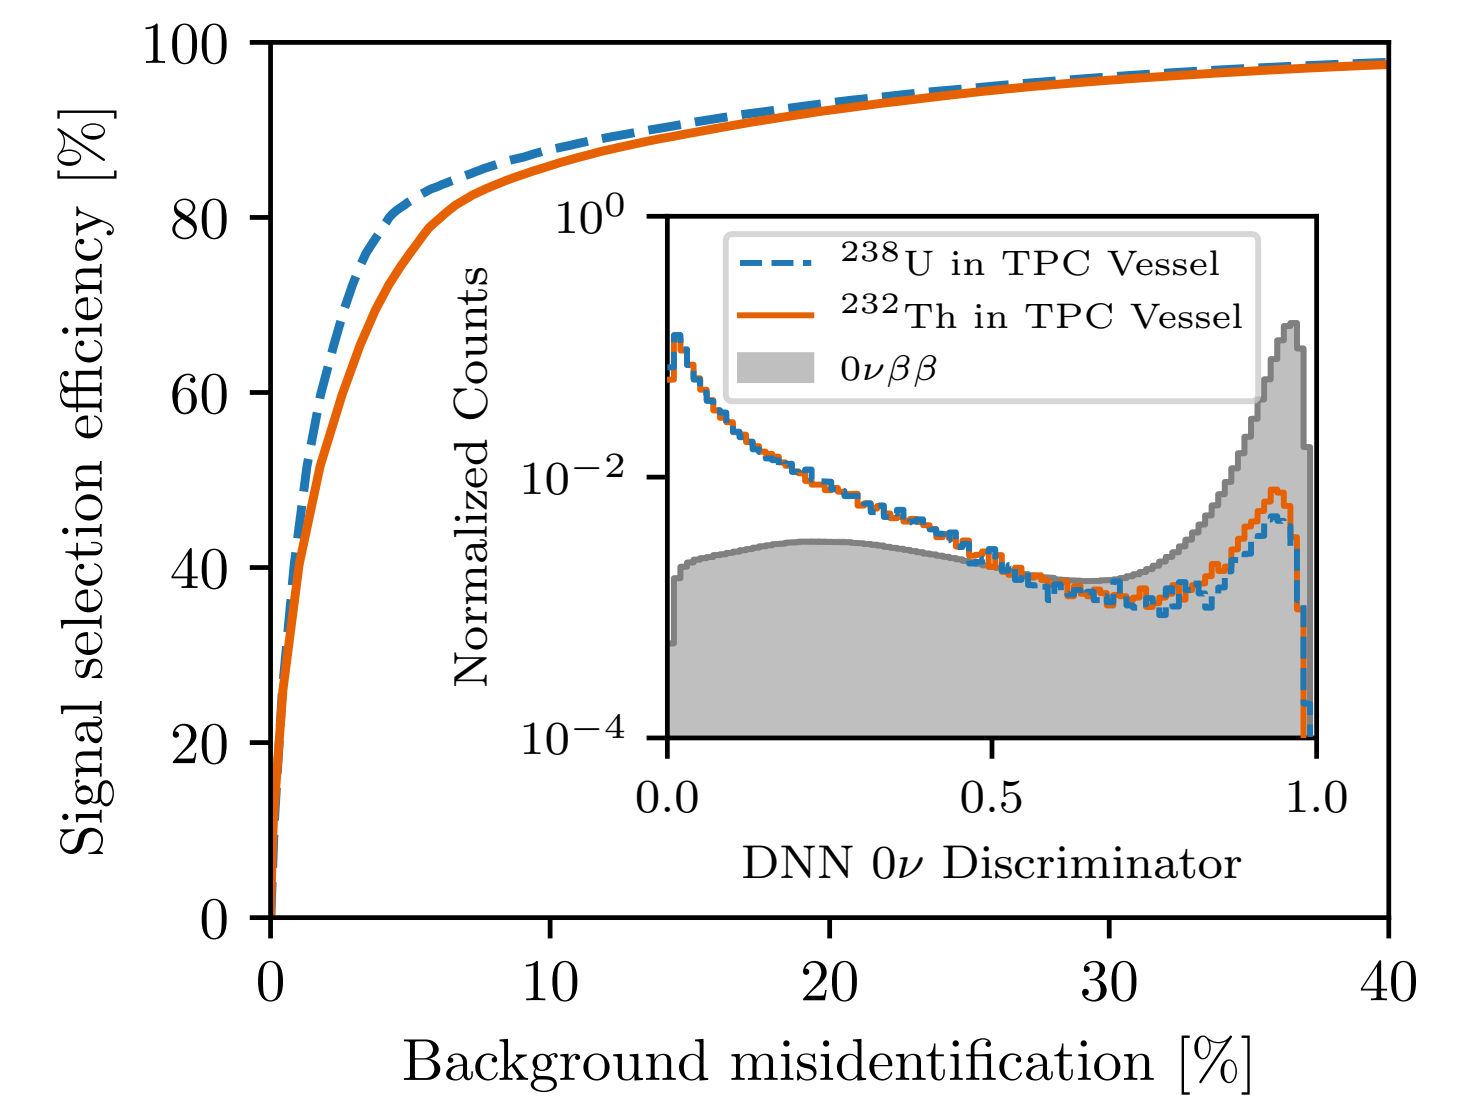 100
80
60
40
20
0
Signal selection efficiency [%]
0 10 20 30 40
Background misidentification [%]
10⁰
10⁻²
10⁻⁴
Normalized Counts
²³⁸U in TPC Vessel
²³²Th in TPC Vessel
0νββ
0.0 0.5 1.0
DNN 0ν Discriminator